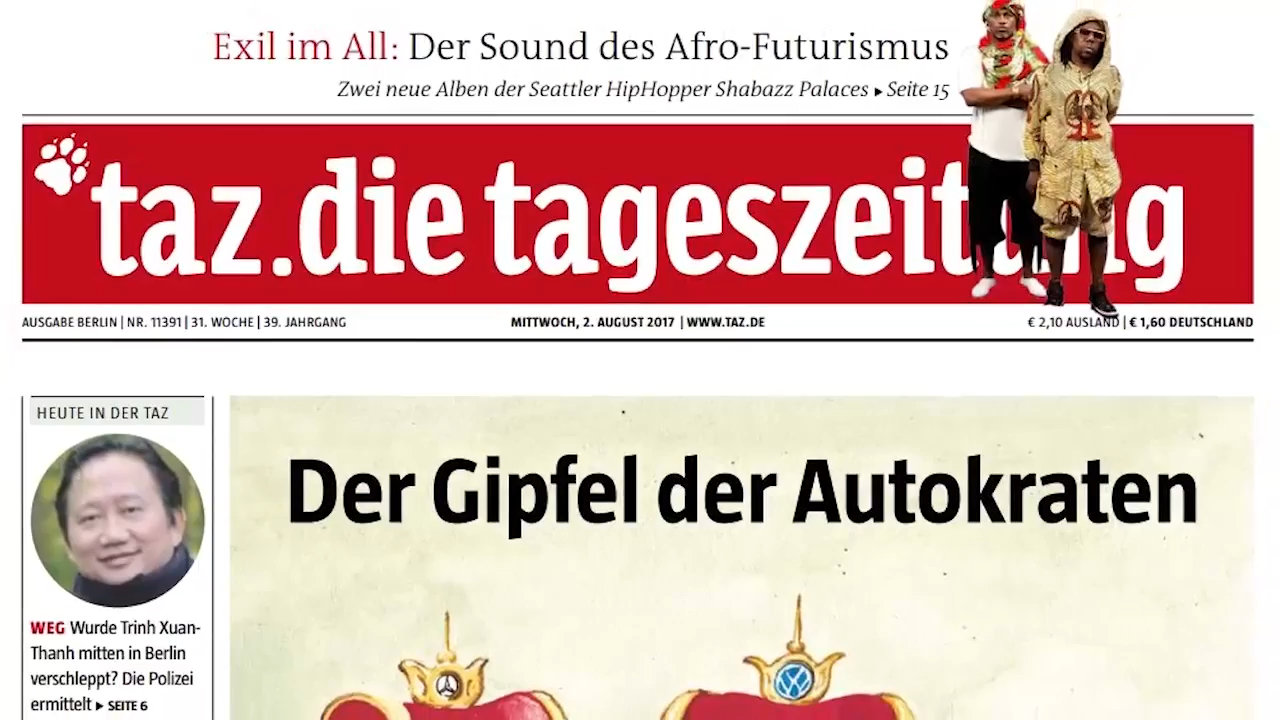 Exil im All: Der Sound des Afro-Futurismus
Zwei neue Alben der Seattler HipHopper Shabazz Palaces ▸ Seite 15
taz.die tageszeitung
AUSGABE BERLIN | NR. 11391 | 31. WOCHE | 39. JAHRGANG
MITTWOCH, 2. AUGUST 2017 | WWW.TAZ.DE
€ 2,10 AUSLAND | € 1,60 DEUTSCHLAND
HEUTE IN DER TAZ
WEG Wurde Trinh Xuan-
Thanh mitten in Berlin
verschleppt? Die Polizei
ermittelt ▸ SEITE 6
Der Gipfel der Autokraten